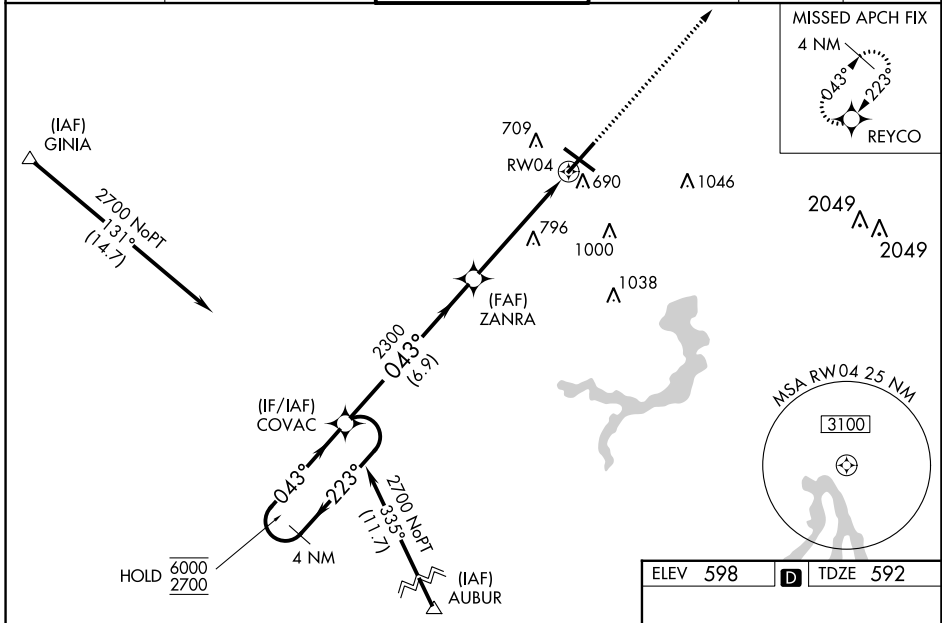 MISSED APCH FIX
4 NM
043°
223°
REYCO
(IAF)
GINIA
2700 NoPT
131°
(14.7)
709
RW04
690
1046
2049
2049
796
1000
1038
(FAF)
ZANRA
2300
043°
(6.9)
(IF/IAF)
COVAC
043°
223°
4 NM
HOLD 6000
2700
2700 NoPT
335°
(11.7)
(IAF)
AUBUR
MSA RW04 25 NM
3100
ELEV 598 D TDZE 592